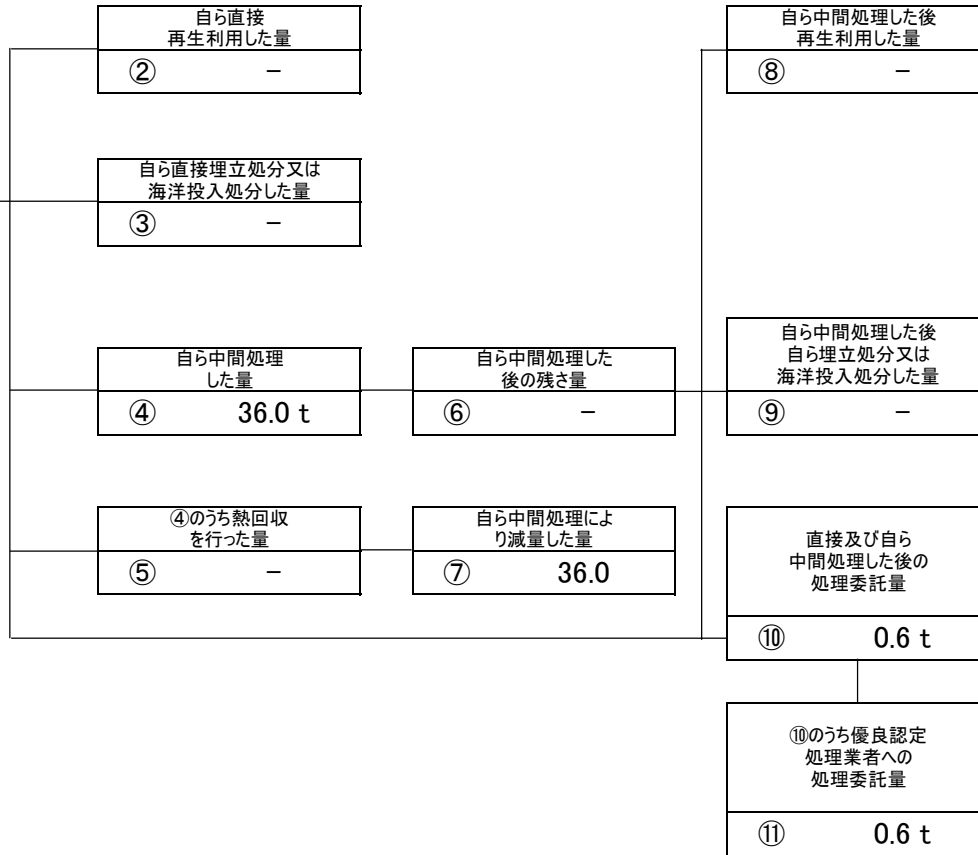 自ら直接
再生利用した量
② －
自ら中間処理した後
再生利用した量
⑧ －
自ら直接埋立処分又は
海洋投入処分した量
③ －
自ら中間処理
した量
④ 36.0 t
自ら中間処理した
後の残さ量
⑥ －
自ら中間処理した後
自ら埋立処分又は
海洋投入処分した量
⑨ －
④のうち熱回収
を行った量
⑤ －
自ら中間処理によ
り減量した量
⑦ 36.0
直接及び自ら
中間処理した後の
処理委託量
⑩ 0.6 t
⑩のうち優良認定
処理業者への
処理委託量
⑪ 0.6 t